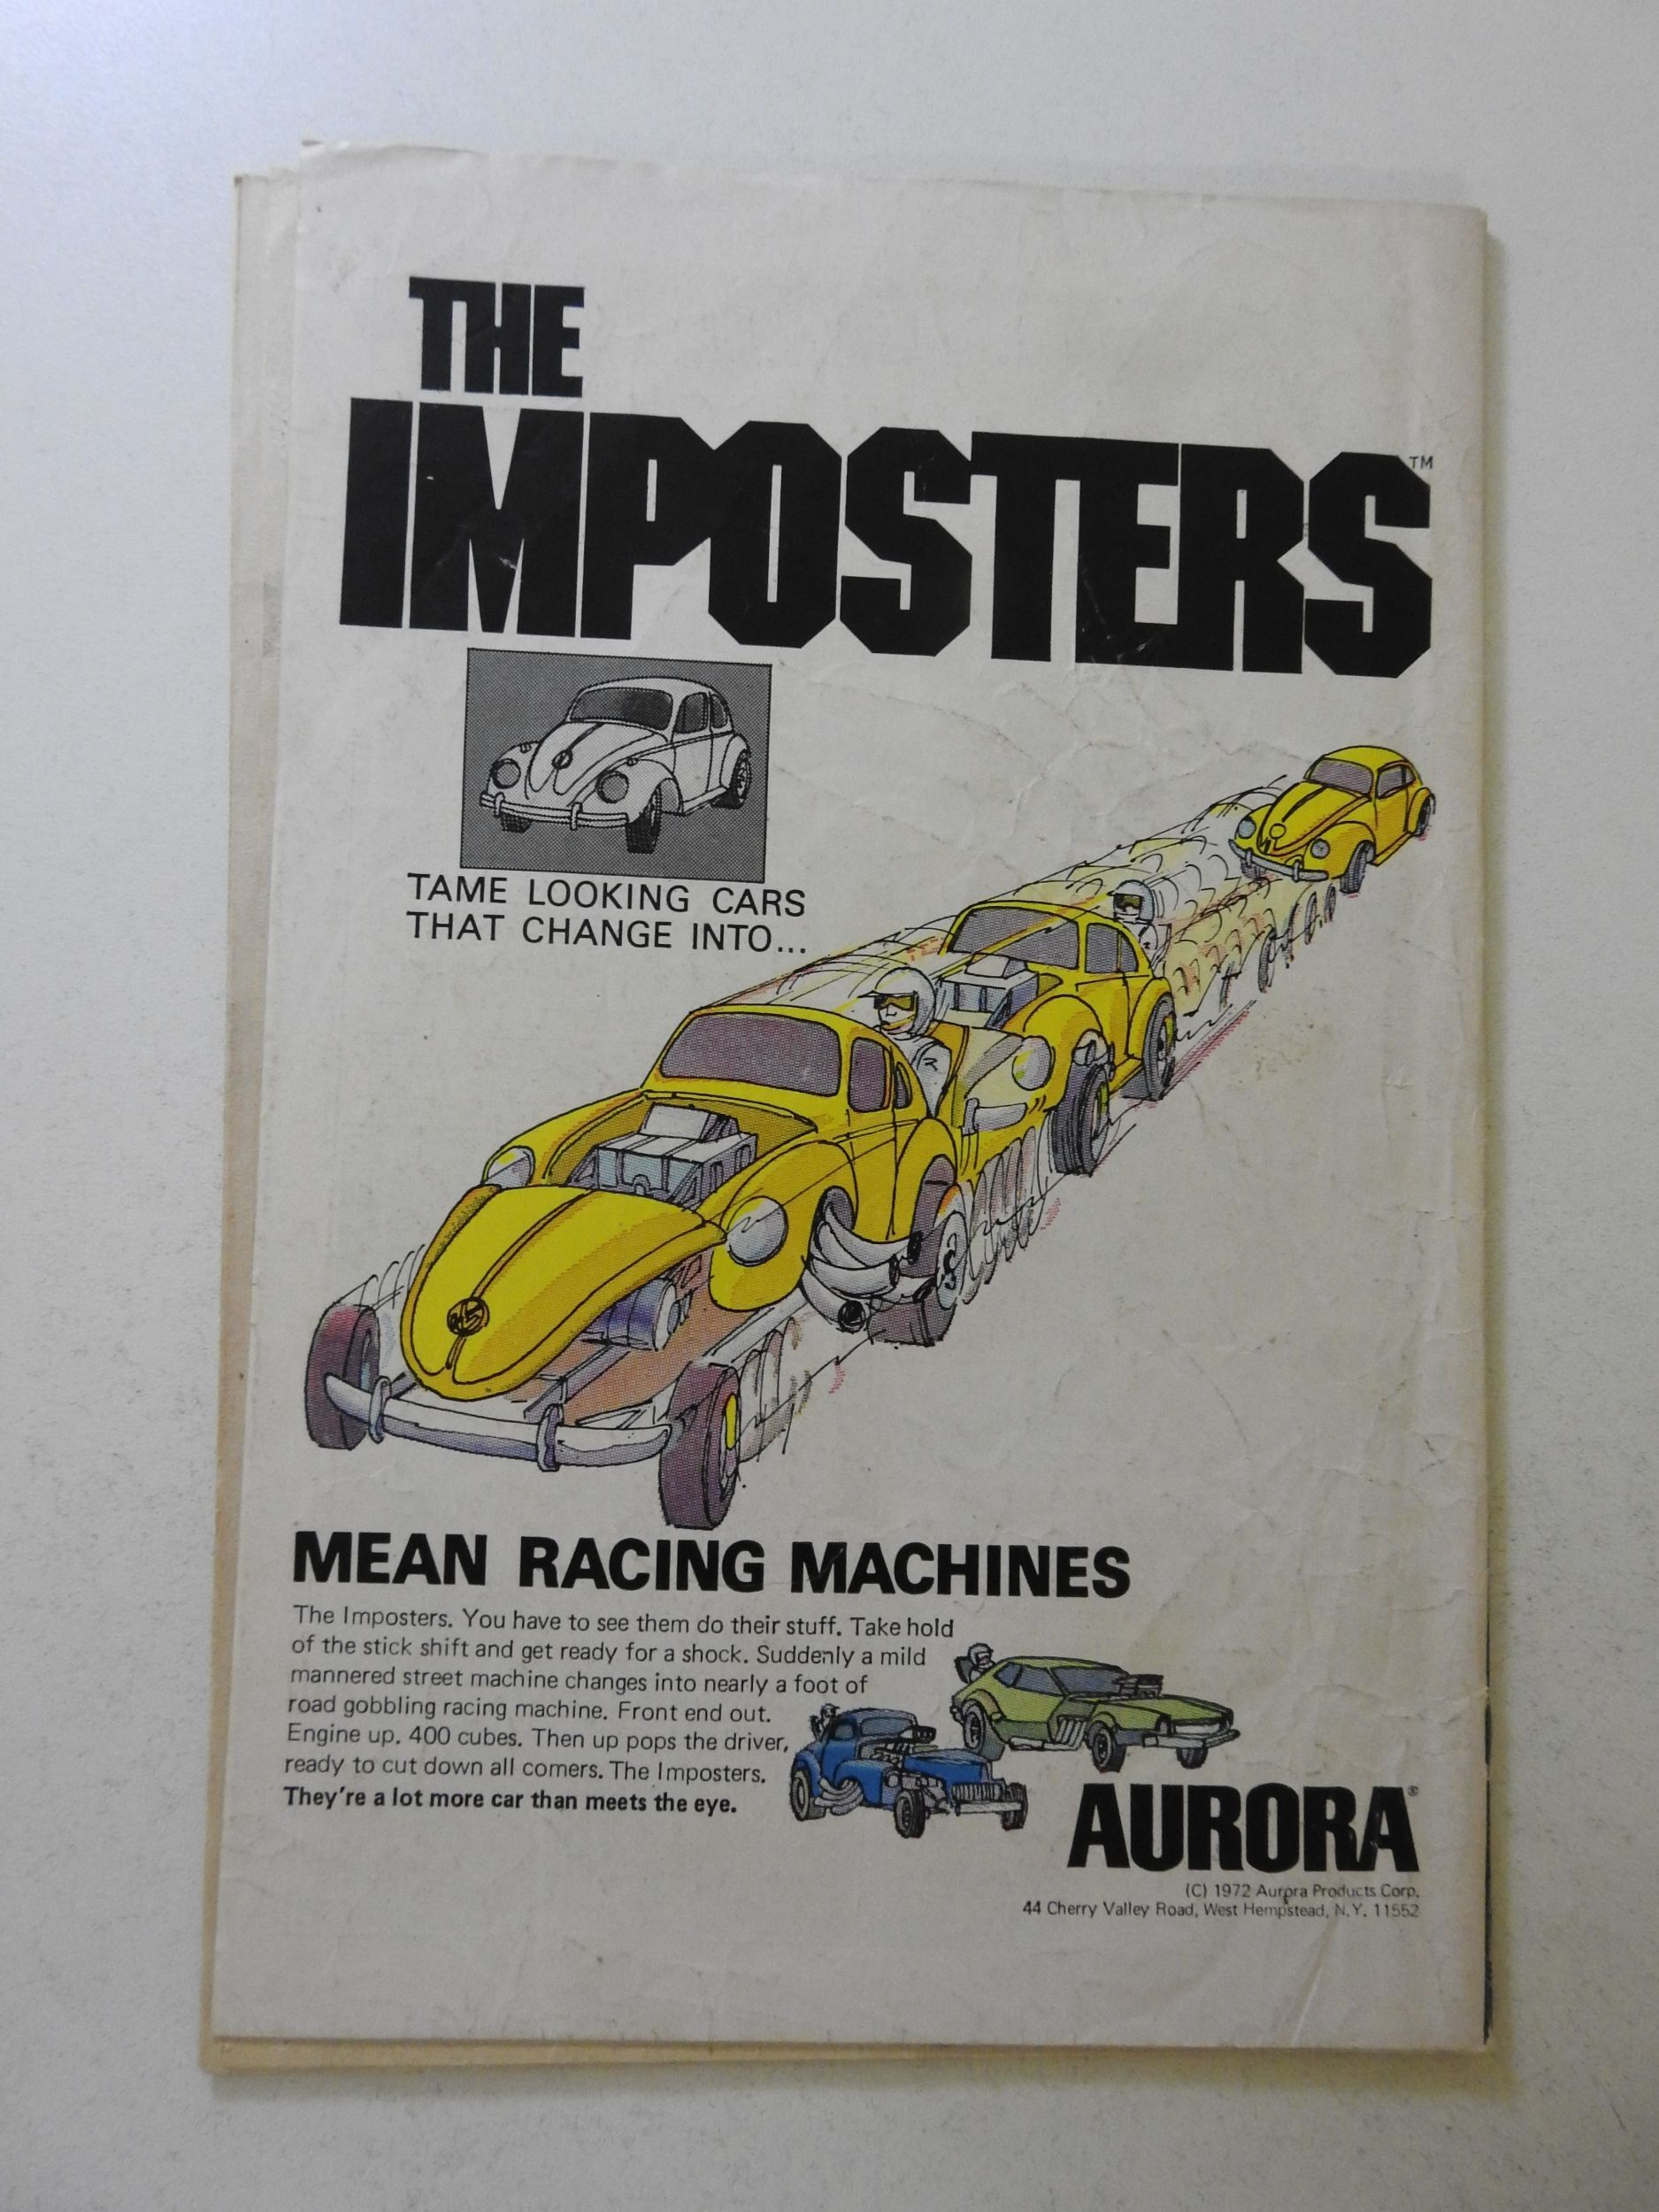 THE
IMPOSTERS™
TAME LOOKING CARS
THAT CHANGE INTO...
MEAN RACING MACHINES
The Imposters. You have to see them do their stuff. Take hold
of the stick shift and get ready for a shock. Suddenly a mild
mannered street machine changes into nearly a foot of
road gobbling racing machine. Front end out.
Engine up. 400 cubes. Then up pops the driver,
ready to cut down all comers. The Imposters.
They're a lot more car than meets the eye.
AURORA®
(C) 1972 Aurora Products Corp.
44 Cherry Valley Road, West Hempstead, N.Y. 11552